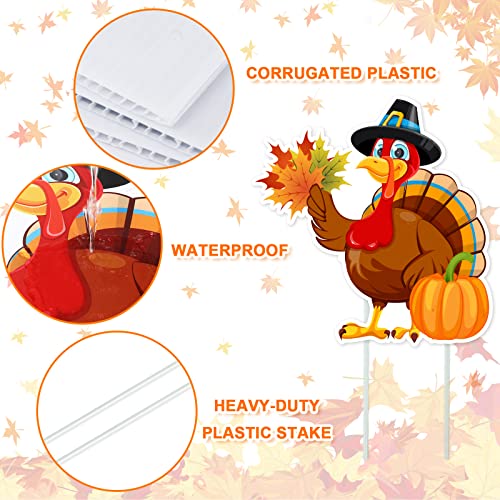 CORRUGATED PLASTIC
WATERPROOF
HEAVY-DUTY
PLASTIC STAKE